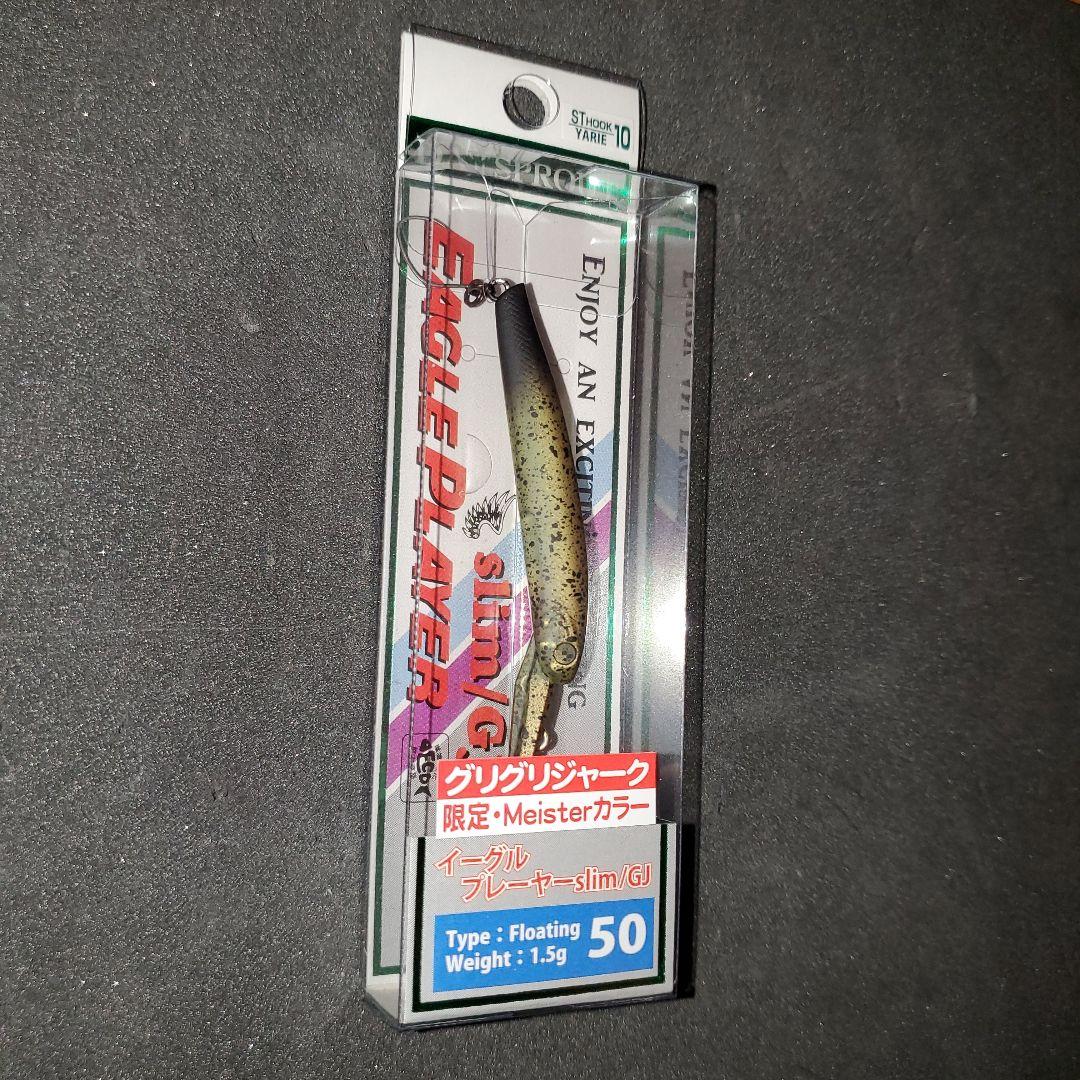 ST HOOK 10
YARIE
SPROUT
ENJOY AN EXCITING
EAGLE PLAYER
slim/GJ
DECOY
グリグリジャーク
限定・Meisterカラー
イーグル
プレーヤーslim/GJ
Type：Floating
Weight：1.5g
50